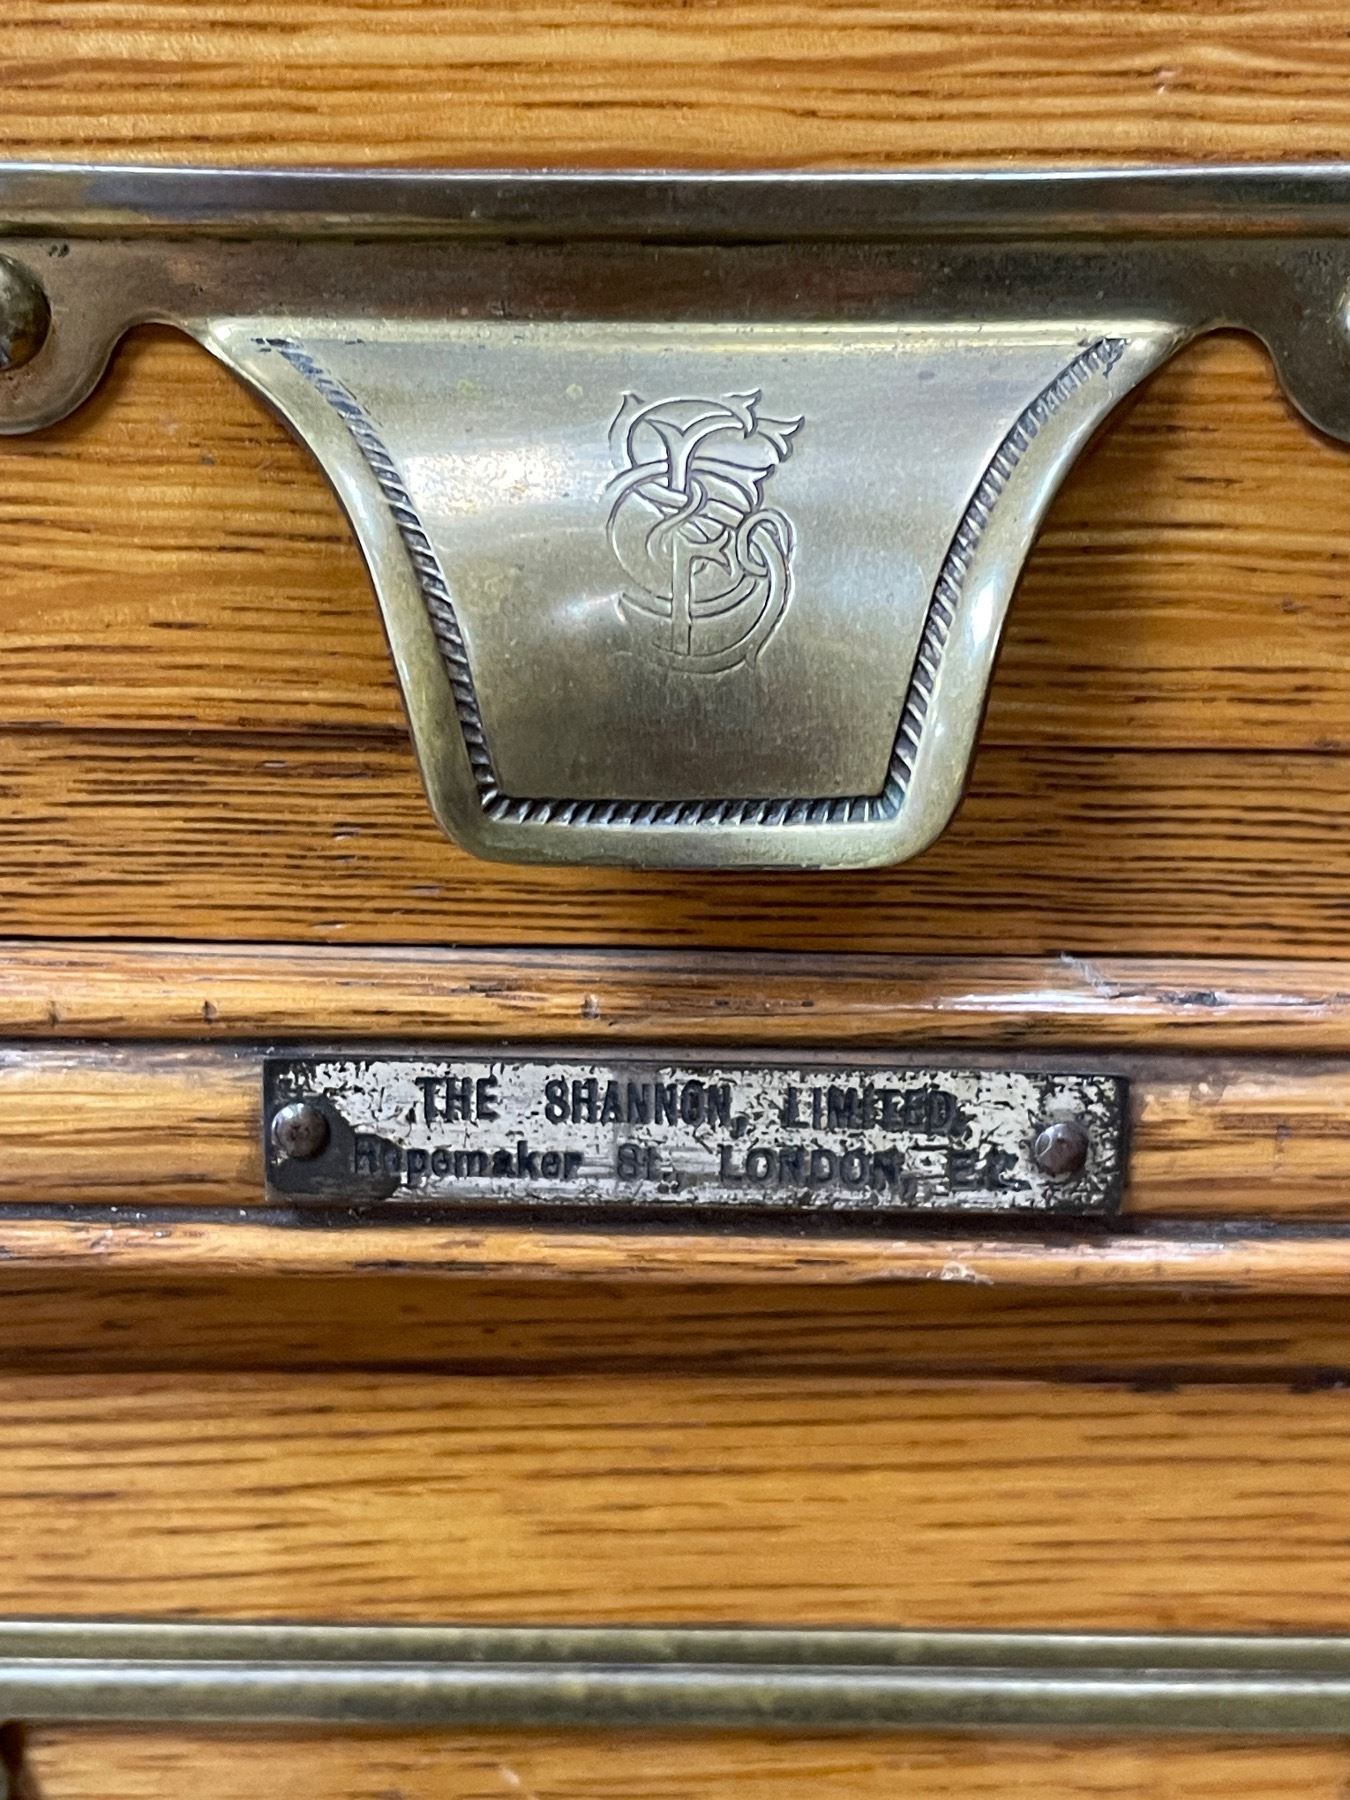 THE SHANNON, LIMITED,
Ropemaker St. LONDON, E.C.